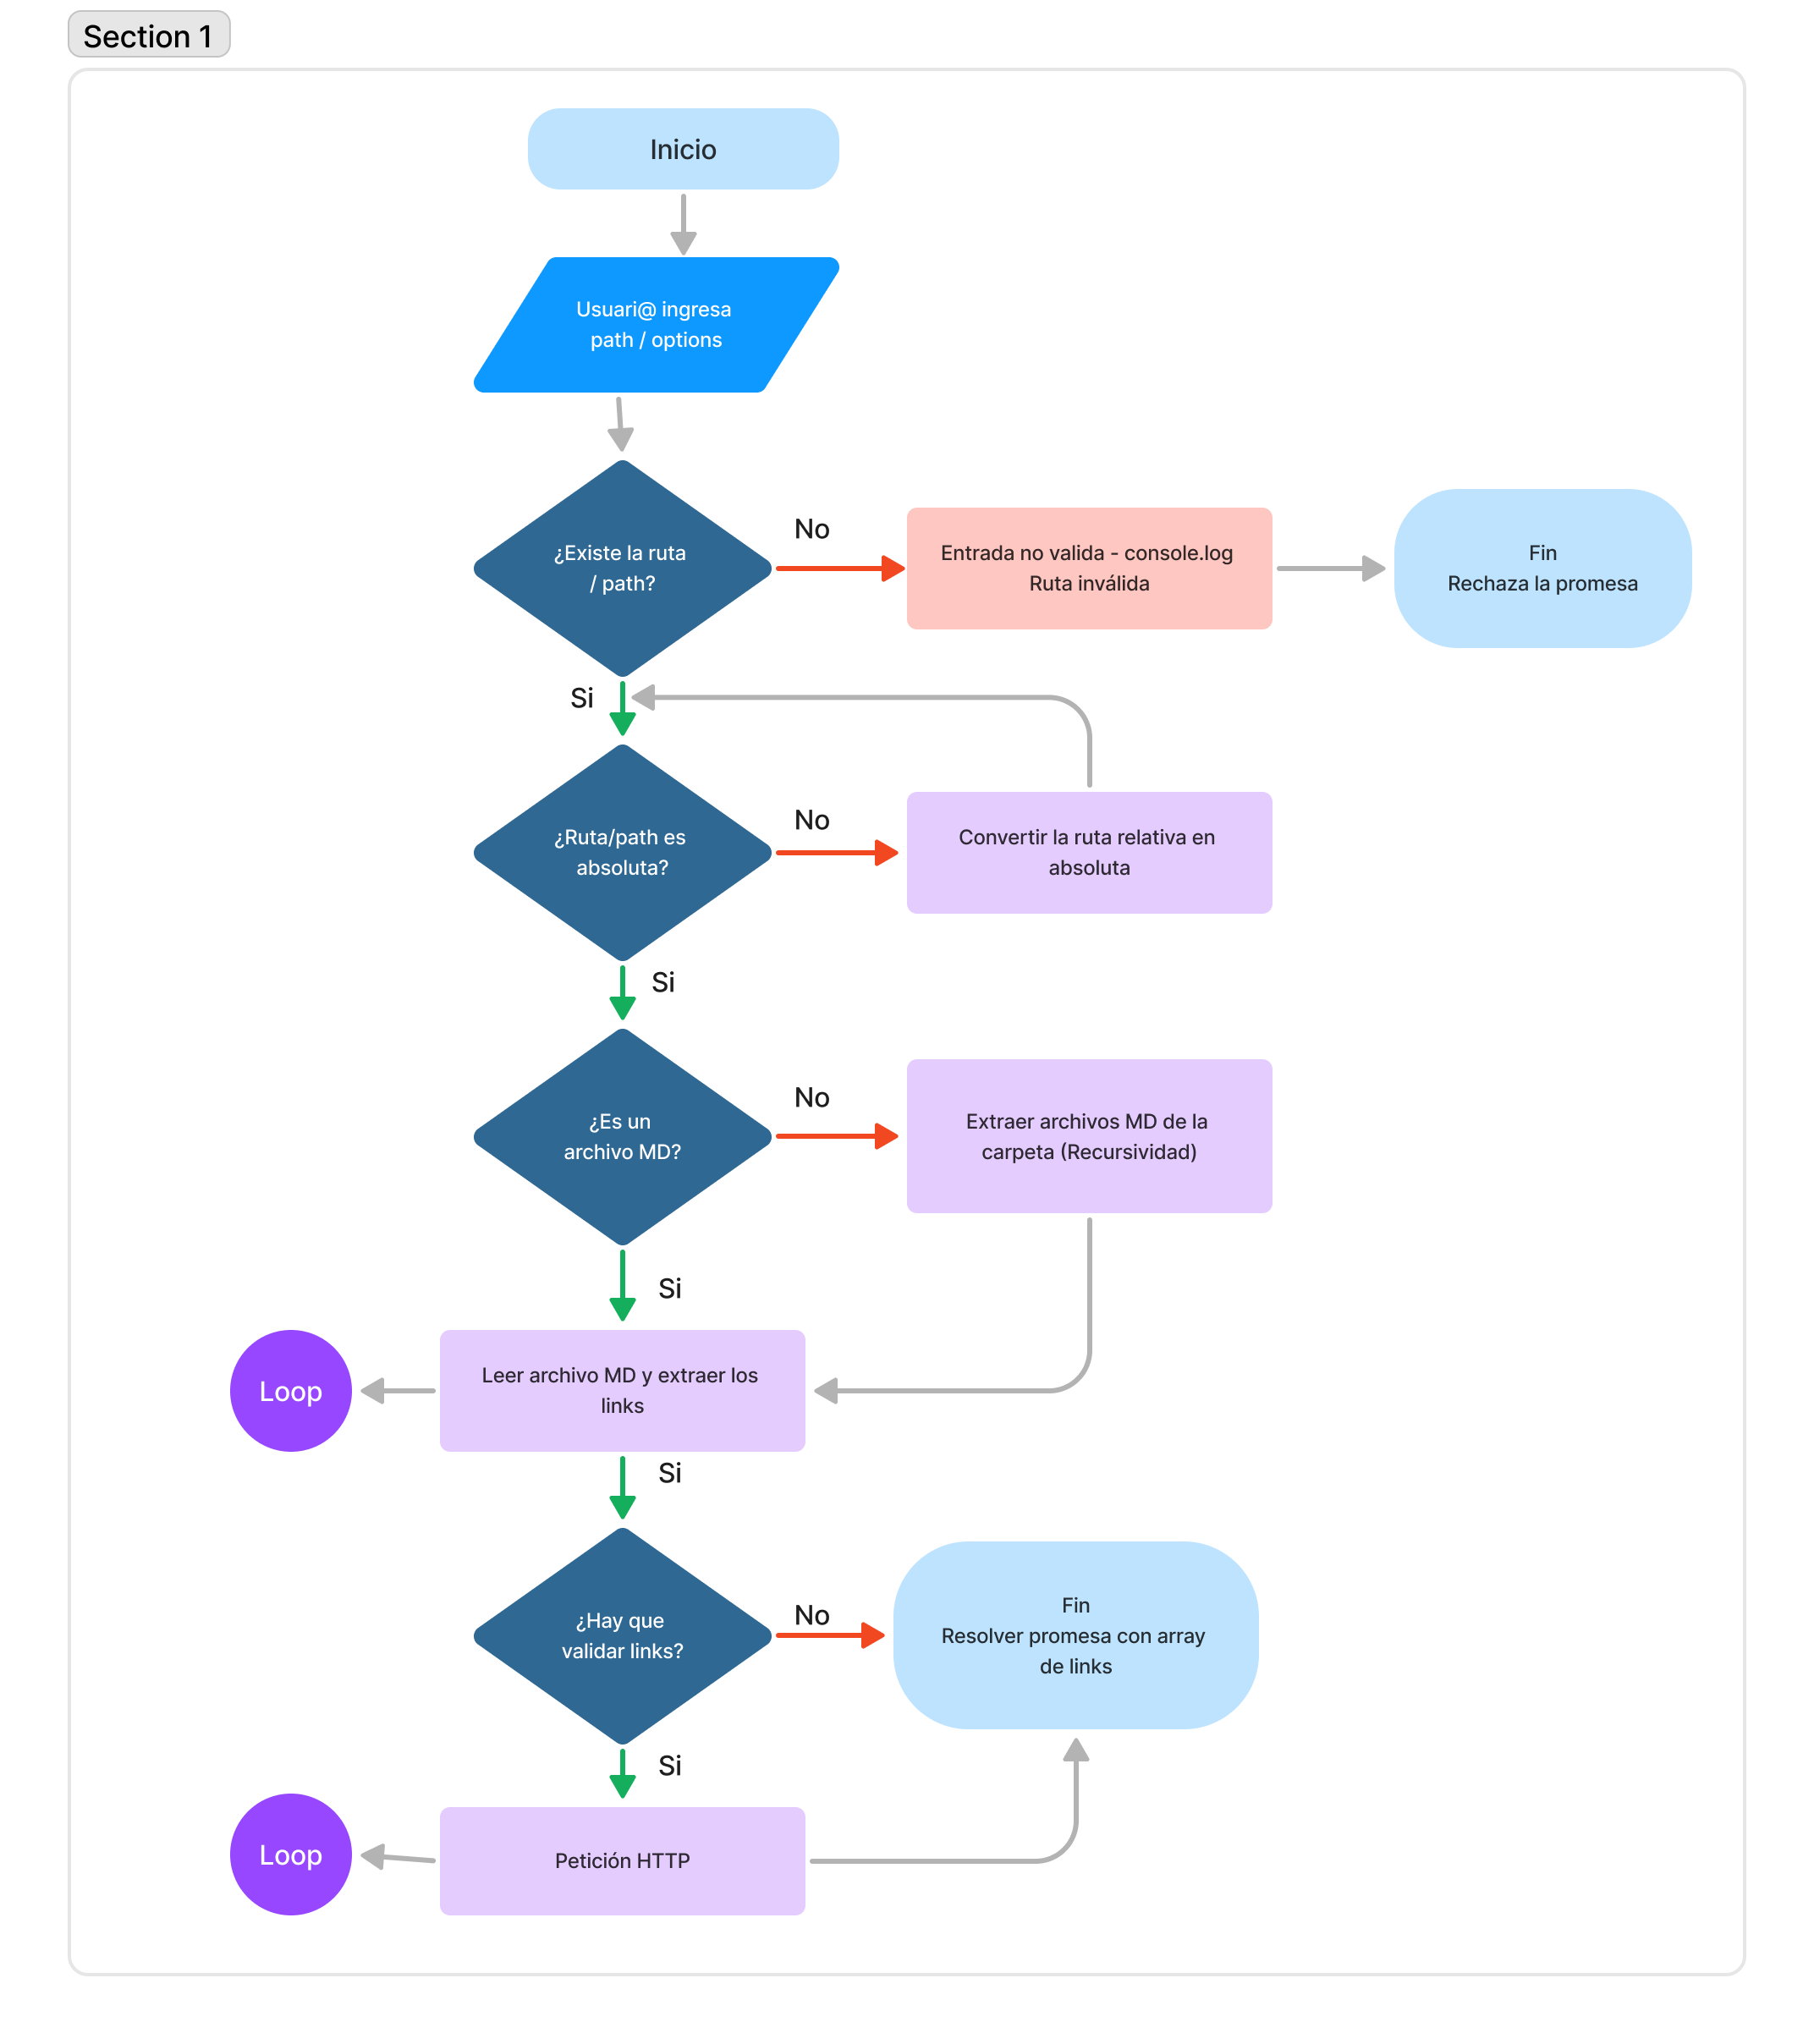 Section 1
Inicio
Usuari@ ingresa
path / options
¿Existe la ruta
/ path?
No
Entrada no valida - console.log
Ruta inválida
Fin
Rechaza la promesa
Si
¿Ruta/path es
absoluta?
No
Convertir la ruta relativa en
absoluta
Si
¿Es un
archivo MD?
No
Extraer archivos MD de la
carpeta (Recursividad)
Si
Loop
Leer archivo MD y extraer los
links
Si
¿Hay que
validar links?
No
Fin
Resolver promesa con array
de links
Si
Loop
Petición HTTP